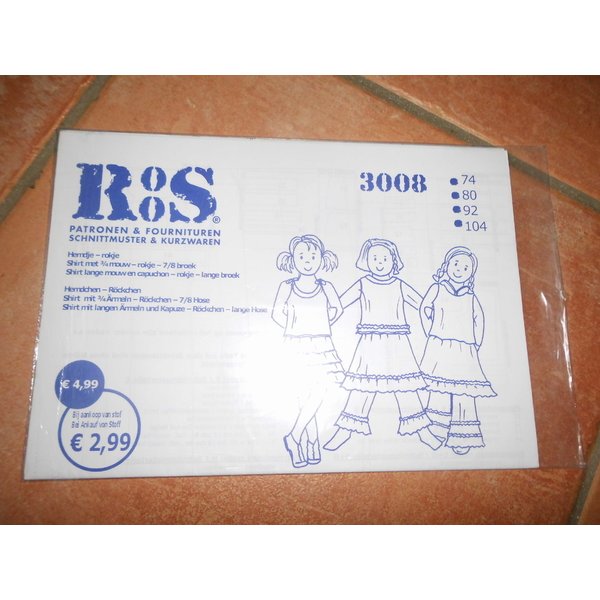 ROOS®
PATRONEN & FOURNITUREN
SCHNITTMUSTER & KURZWAREN
Hemdje – rokje
Shirt met ¾ mouw – rokje – 7/8 broek
Shirt lange mouw en capuchon – rokje – lange broek
Hemdchen – Röckchen
Shirt mit ¾ Ärmeln – Röckchen – 7/8 Hose
Shirt mit langen Ärmeln und Kapuze – Röckchen – lange Hose
3008
74
80
92
104
€ 4,99
Bij aankoop van stof
Bei Ankauf von Stoff
€ 2,99